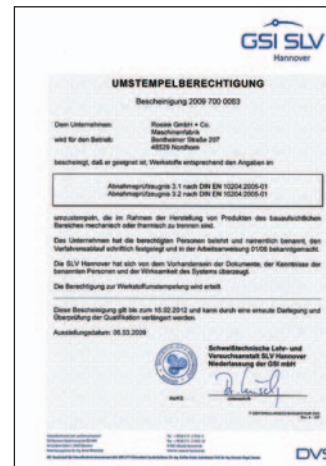 GSI SLV
Hannover
UMSTEMPELBERECHTIGUNG
Bescheinigung 2009 700 0083
Dem Unternehmen: Rosink GmbH + Co.
Maschinenfabrik
wird für den Betrieb: Bentheimer Straße 207
48529 Nordhorn
bescheinigt, daß er geeignet ist, Werkstoffe entsprechend den Angaben im
Abnahmeprüfzeugnis 3.1 nach DIN EN 10204:2005-01
Abnahmeprüfzeugnis 3.2 nach DIN EN 10204:2005-01
umzustempeln, die im Rahmen der Herstellung von Produkten des bauaufsichtlichen
Bereiches mechanisch oder thermisch zu trennen sind.
Das Unternehmen hat die berechtigten Personen belehrt und namentlich benannt, den
Verfahrensablauf schriftlich festgelegt und in der Arbeitsanweisung 01/06 bekanntgemacht.
Die SLV Hannover hat sich von dem Vorhandensein der Dokumente, der Kenntnisse der
benannten Personen und der Wirksamkeit des Systems überzeugt.
Die Berechtigung zur Werkstoffumstempelung wird erteilt.
Diese Bescheinigung gilt bis zum 15.02.2012 und kann durch eine erneute Darlegung und
Überprüfung der Qualifikation verlängert werden.
Ausstellungsdatum: 06.03.2009
Schweißtechnische Lehr- und
Versuchsanstalt SLV Hannover
Niederlassung der GSI mbH
DVS